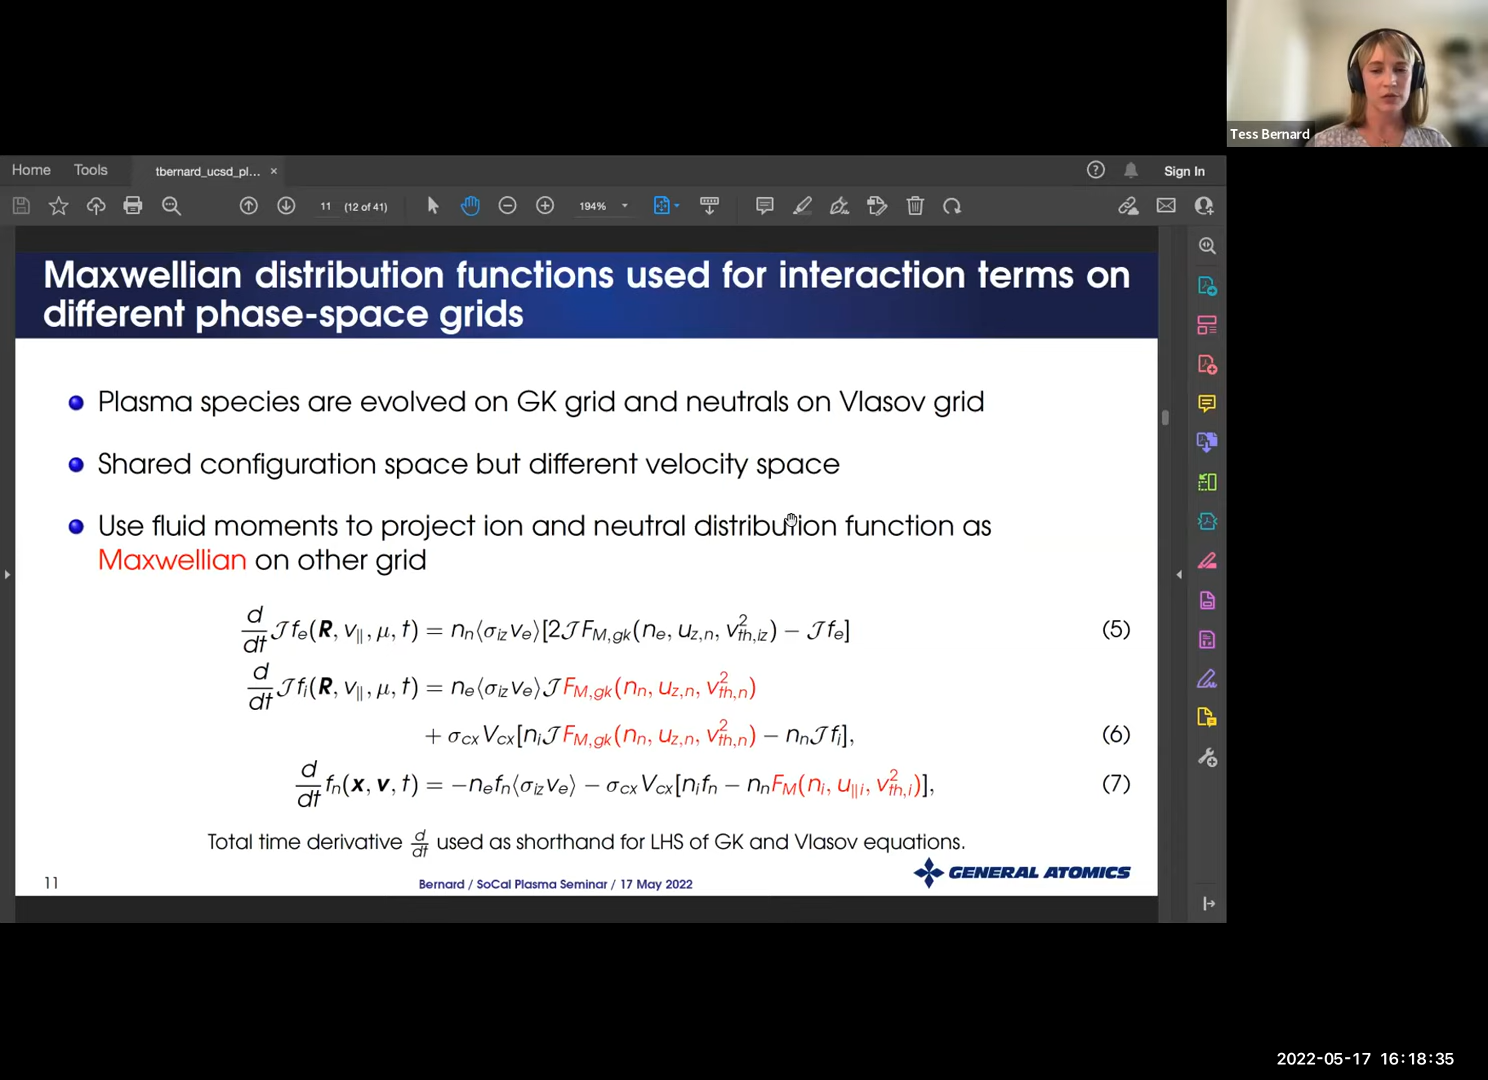 Tess Bernard
Home Tools tbernard_ucsd_pl... × Sign In
11 (12 of 41) 194%
Maxwellian distribution functions used for interaction terms on
different phase-space grids
Plasma species are evolved on GK grid and neutrals on Vlasov grid
Shared configuration space but different velocity space
Use fluid moments to project ion and neutral distribution function as
Maxwellian on other grid
d/dt 𝒥f_e(R, v_∥, μ, t) = n_n⟨σ_iz v_e⟩[2𝒥F_M,gk(n_e, u_z,n, v²_th,iz) − 𝒥f_e] (5)
d/dt 𝒥f_i(R, v_∥, μ, t) = n_e⟨σ_iz v_e⟩𝒥F_M,gk(n_n, u_z,n, v²_th,n)
+ σ_cx V_cx[n_i𝒥F_M,gk(n_n, u_z,n, v²_th,n) − n_n𝒥f_i], (6)
d/dt f_n(x, v, t) = −n_e f_n⟨σ_iz v_e⟩ − σ_cx V_cx[n_i f_n − n_n F_M(n_i, u_∥i, v²_th,i)], (7)
Total time derivative d/dt used as shorthand for LHS of GK and Vlasov equations.
11 Bernard / SoCal Plasma Seminar / 17 May 2022 GENERAL ATOMICS
2022-05-17 16:18:35